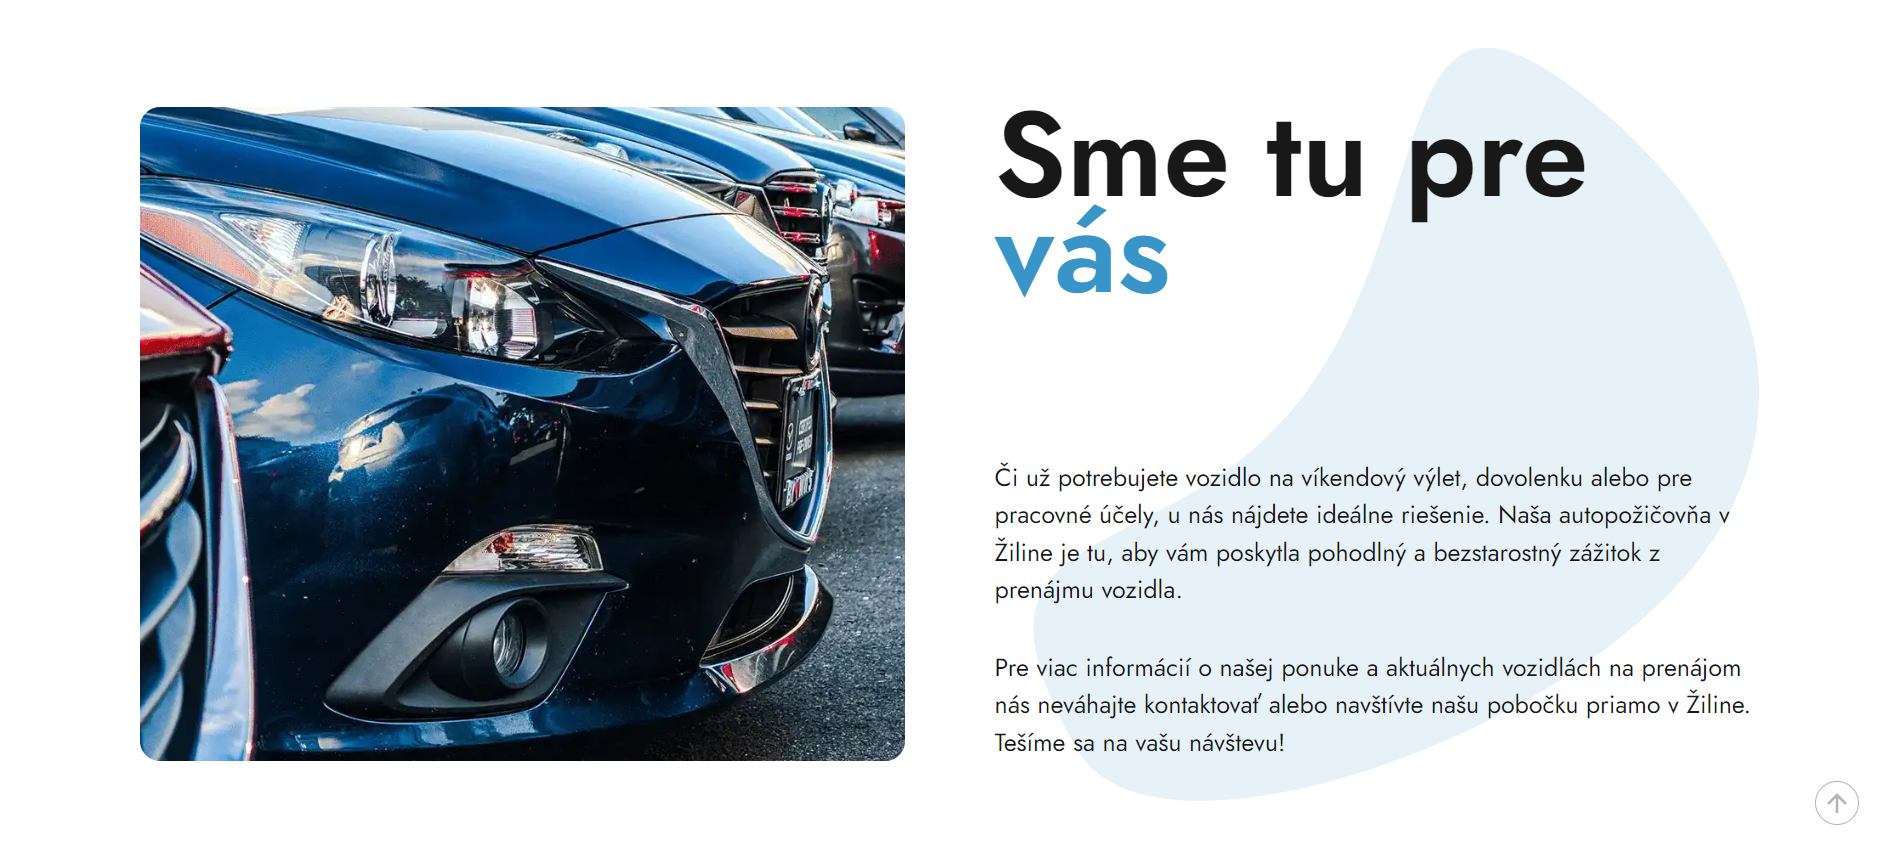 Sme tu pre
vás
Či už potrebujete vozidlo na víkendový výlet, dovolenku alebo pre
pracovné účely, u nás nájdete ideálne riešenie. Naša autopožičovňa v
Žiline je tu, aby vám poskytla pohodlný a bezstarostný zážitok z
prenájmu vozidla.
Pre viac informácií o našej ponuke a aktuálnych vozidlách na prenájom
nás neváhajte kontaktovať alebo navštívte našu pobočku priamo v Žiline.
Tešíme sa na vašu návštevu!